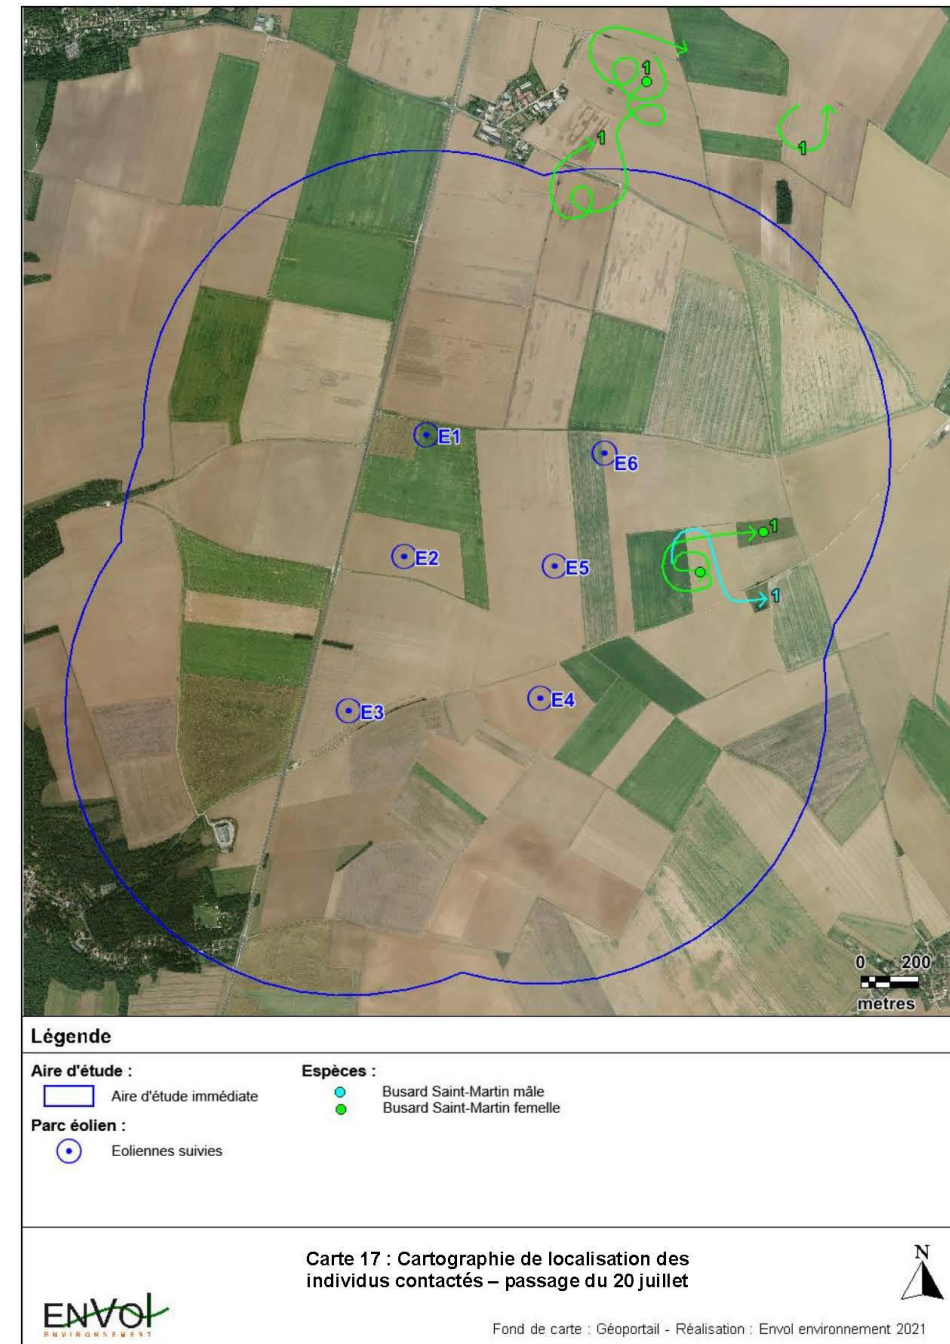 1
1
1
E1
E6
E2
E5
1
1
E3
E4
0 200
metres
Légende
Aire d'étude :
Aire d'étude immédiate
Parc éolien :
Eoliennes suivies
Espèces :
Busard Saint-Martin mâle
Busard Saint-Martin femelle
Carte 17 : Cartographie de localisation des
individus contactés – passage du 20 juillet
N
EnVol
ENVIRONNEMENT
Fond de carte : Géoportail - Réalisation : Envol environnement 2021